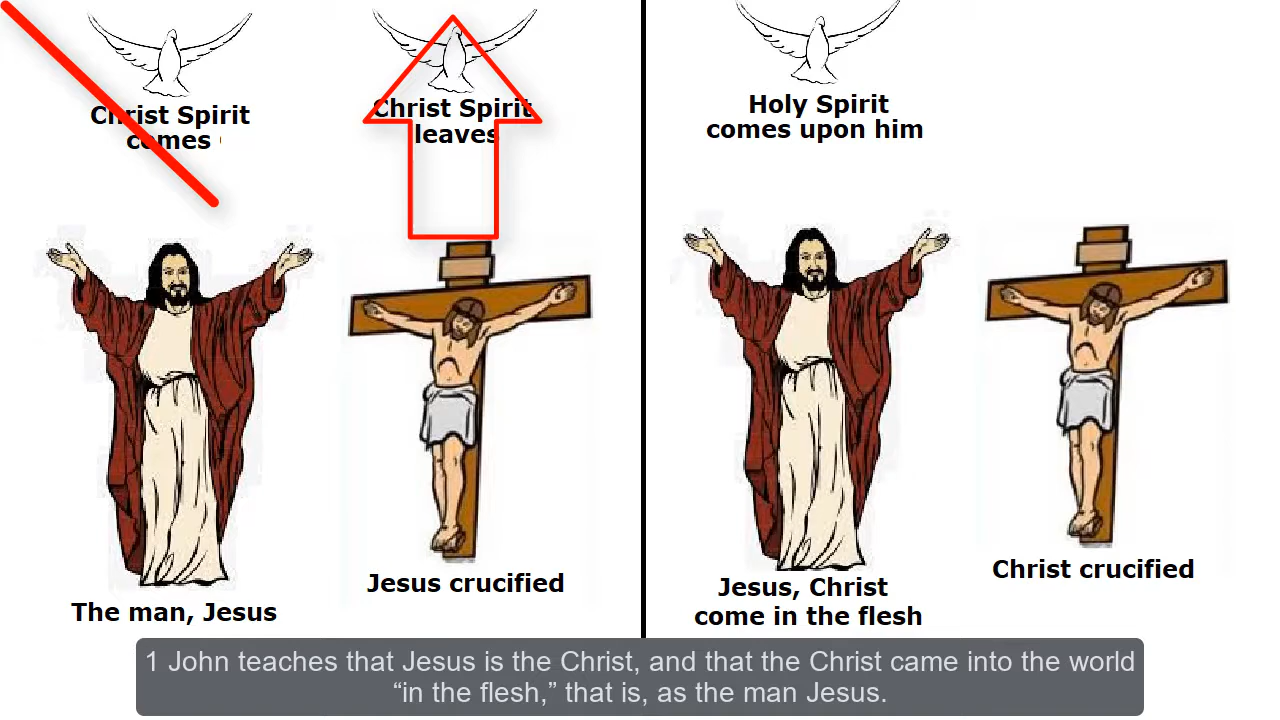 Christ Spirit
comes
Christ Spirit
leaves
Holy Spirit
comes upon him
The man, Jesus
Jesus crucified
Jesus, Christ
come in the flesh
Christ crucified
1 John teaches that Jesus is the Christ, and that the Christ came into the world
“in the flesh,” that is, as the man Jesus.